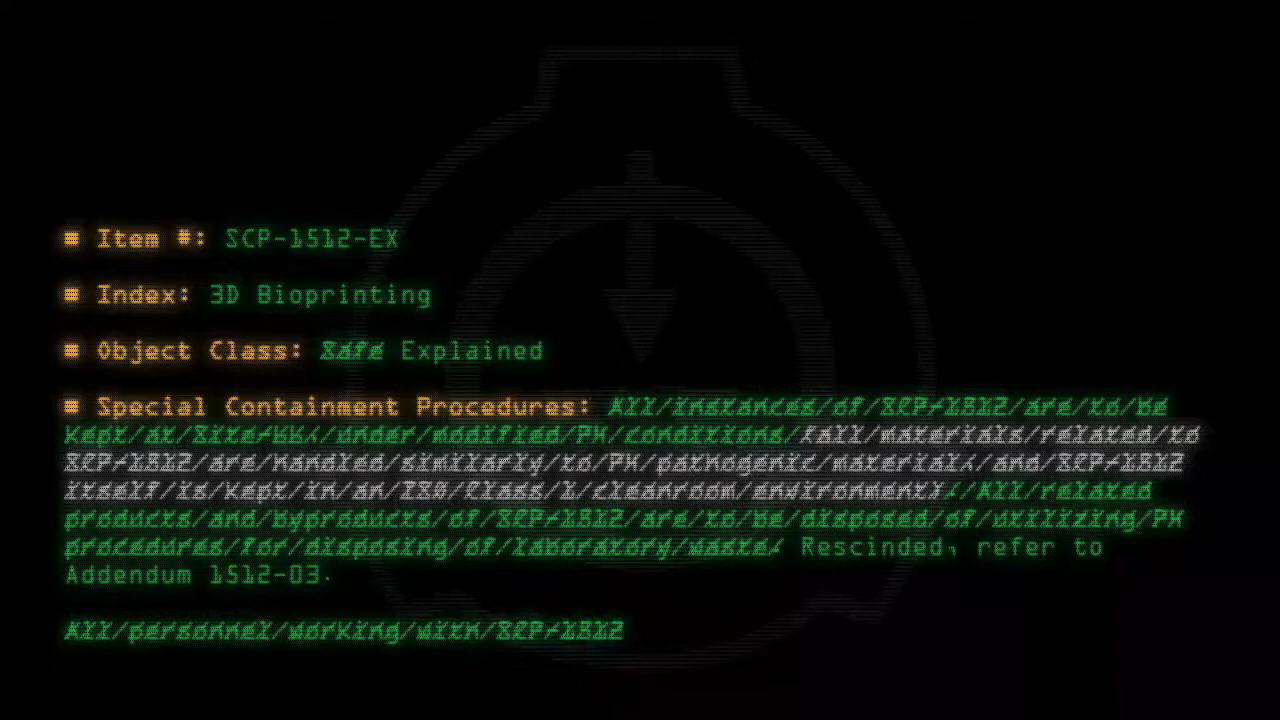 ■ Item #: SCP-1512-EX
■ Index: 3D Bioprinting
■ Object Class: Safe Explained
■ Special Containment Procedures: All/instances/of/SCP-1512/are/to/be
kept/at/Site-06,/under/modified/P4/conditions/(all/materials/related/to
SCP-1512/are/handled/similarly/to/P4/pathogenic/material,/and/SCP-1512
itself/is/kept/in/an/ISO/Class/1/cleanroom/environment).//All/related
products/and/byproducts/of/SCP-1512/are/to/be/disposed/of/utilizing/P4
procedures/for/disposing/of/laboratory/waste. Rescinded, refer to
Addendum 1512-03.
All/personnel/working/with/SCP-1512